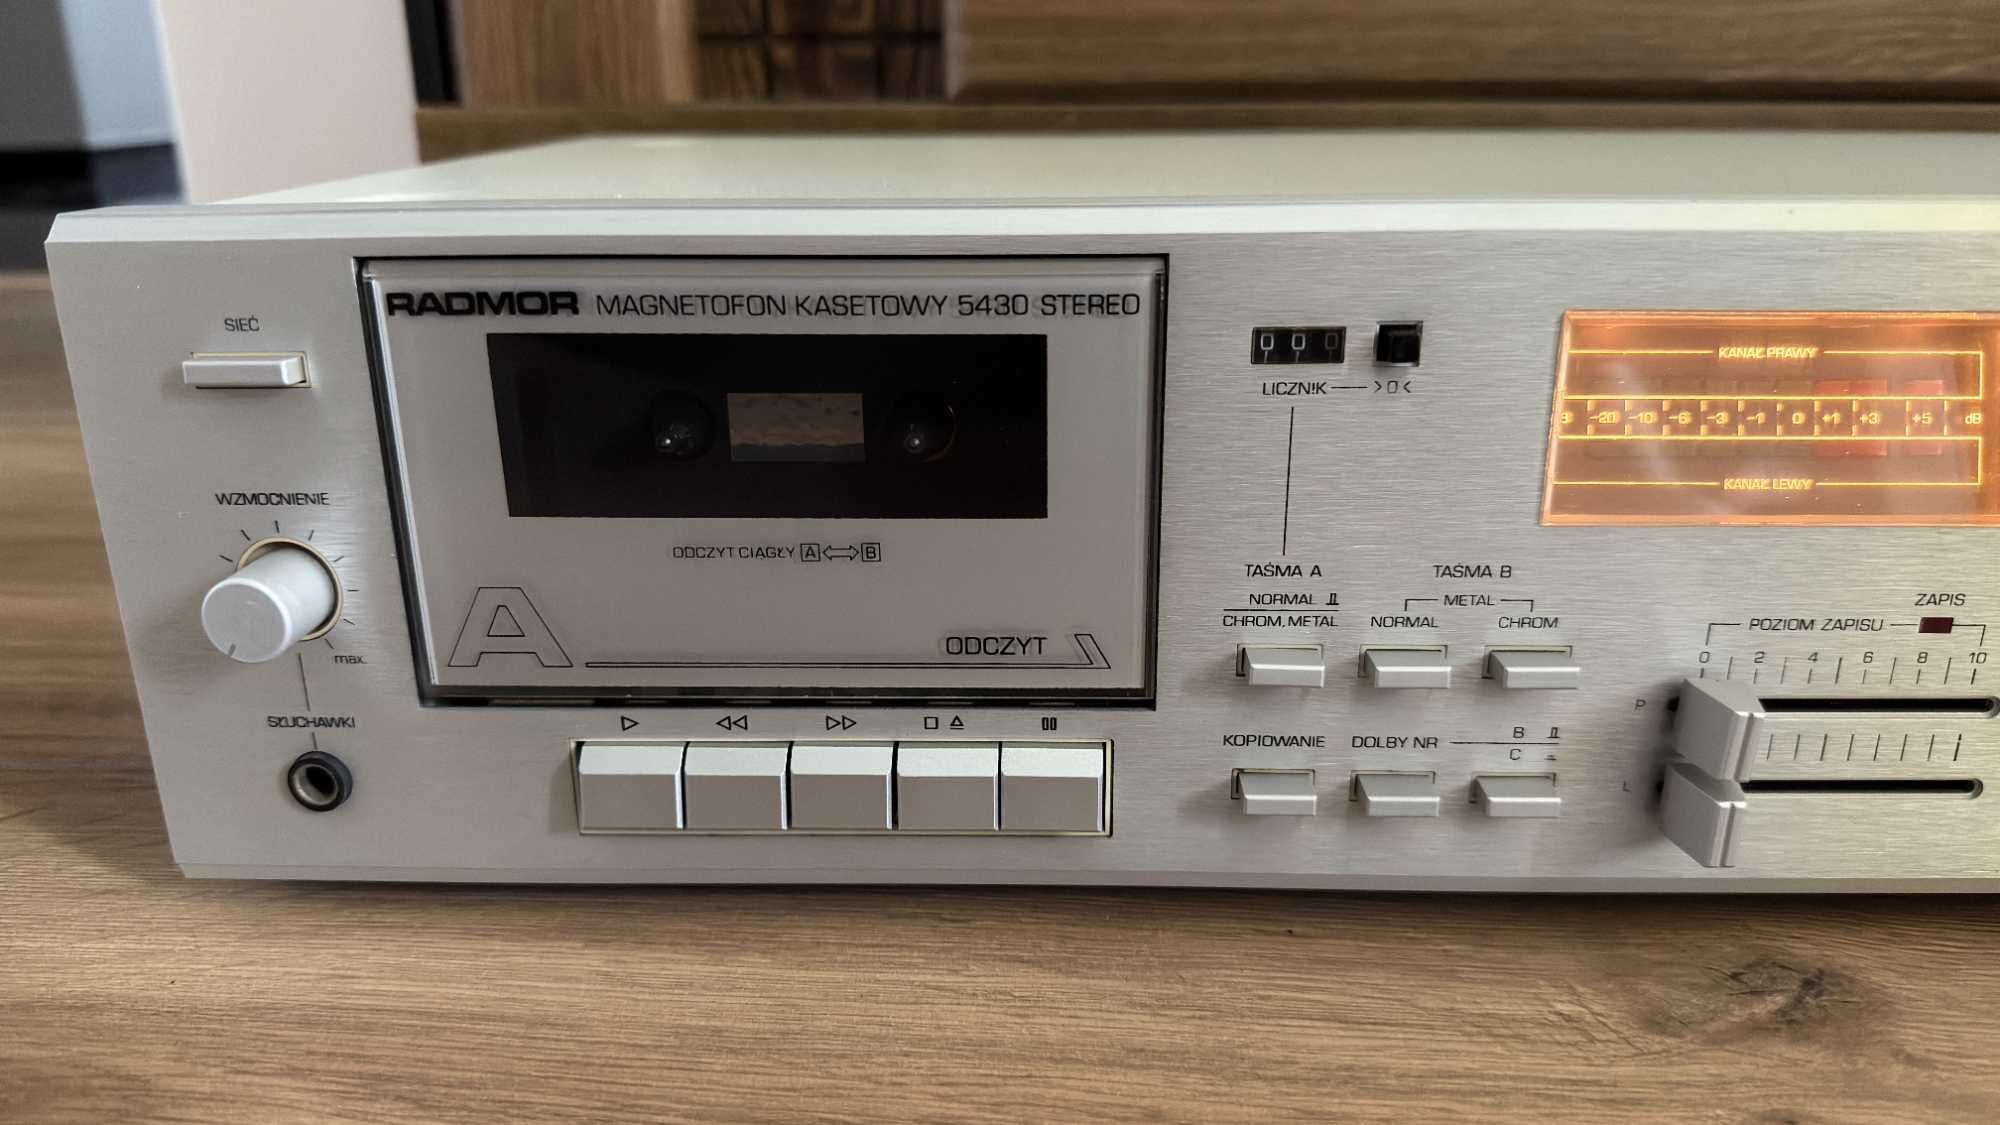 SIEĆ
WZMOCNIENIE
max.
SŁUCHAWKI
RADMOR MAGNETOFON KASETOWY 5430 STEREO
ODCZYT CIĄGŁY A B
A
ODCZYT
000
LICZNIK >0<
TAŚMA A
NORMAL
CHROM, METAL
TAŚMA B
METAL
NORMAL CHROM
KOPIOWANIE
DOLBY NR B
C
KANAŁ PRAWY
-20 -10 -6 -3 -1 0 +1 +3 +5 dB
KANAŁ LEWY
ZAPIS
POZIOM ZAPISU
0 2 4 6 8 10
P
L